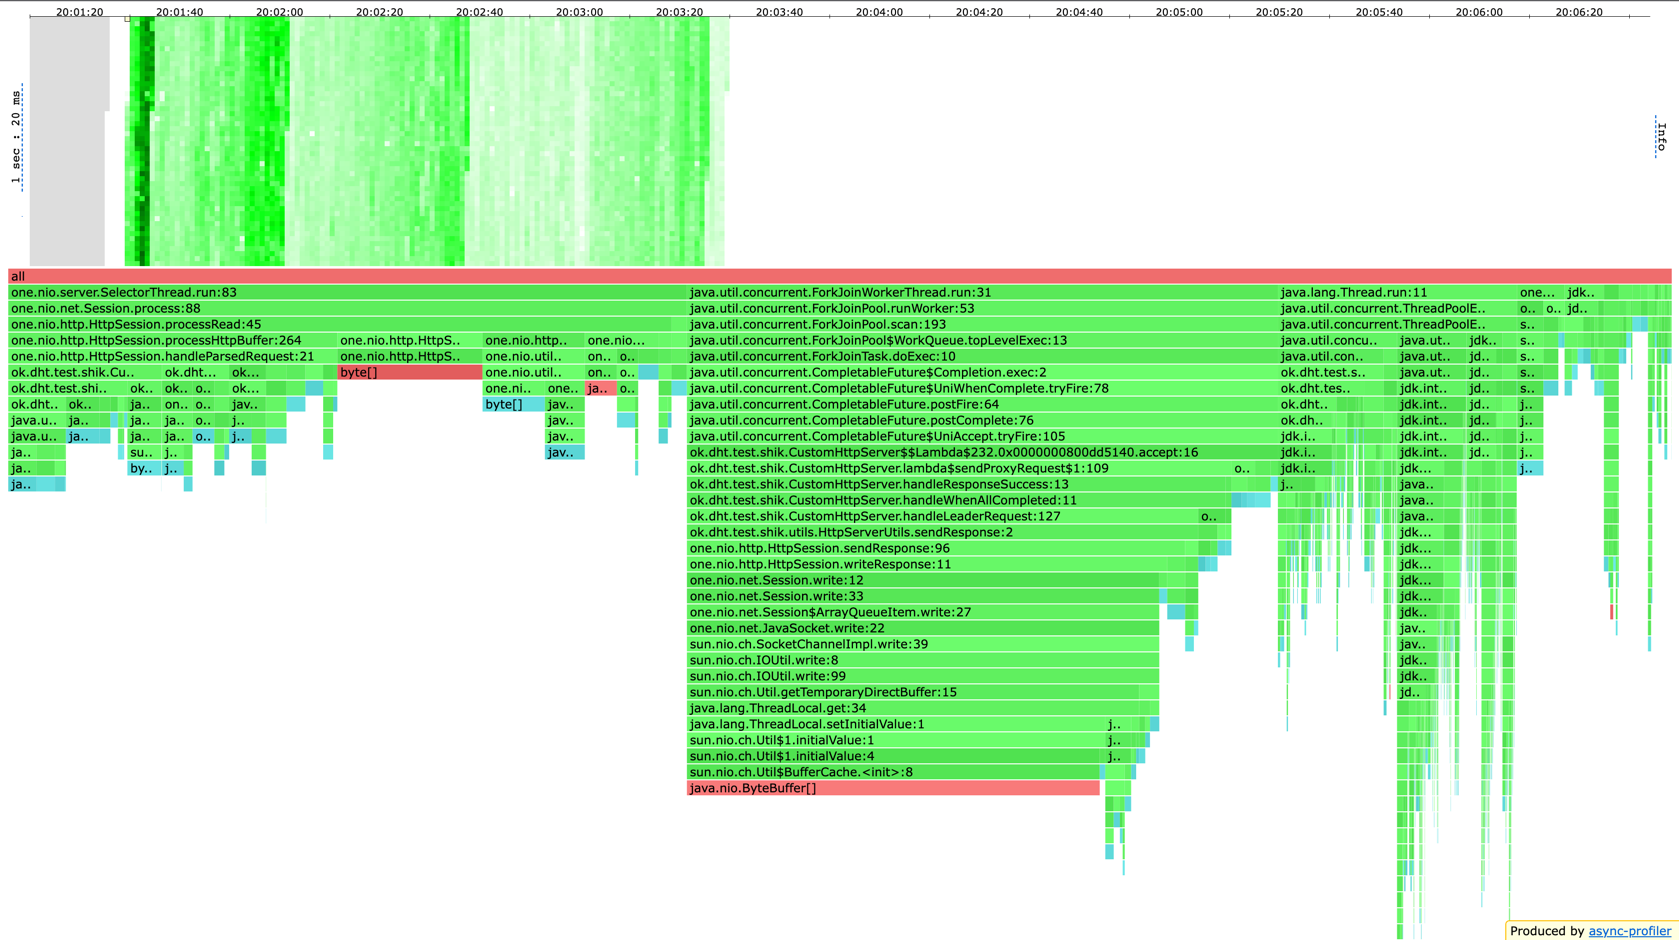 20:01:20 20:01:40 20:02:00 20:02:20 20:02:40 20:03:00 20:03:20 20:03:40 20:04:00 20:04:20 20:04:40 20:05:00 20:05:20 20:05:40 20:06:00 20:06:20
1 sec : 20 ms
Info
all
one.nio.server.SelectorThread.run:83 java.util.concurrent.ForkJoinWorkerThread.run:31 java.lang.Thread.run:11 one... jdk..
one.nio.net.Session.process:88 java.util.concurrent.ForkJoinPool.runWorker:53 java.util.concurrent.ThreadPoolE.. o.. o.. jd..
one.nio.http.HttpSession.processRead:45 java.util.concurrent.ForkJoinPool.scan:193 java.util.concurrent.ThreadPoolE.. s..
one.nio.http.HttpSession.processHttpBuffer:264 one.nio.http.HttpS.. one.nio.http.. one.nio... java.util.concurrent.ForkJoinPool$WorkQueue.topLevelExec:13 java.util.concu.. java.ut.. jdk.. s..
one.nio.http.HttpSession.handleParsedRequest:21 one.nio.http.HttpS.. one.nio.util.. on.. o.. java.util.concurrent.ForkJoinTask.doExec:10 java.util.con.. java.ut.. jd.. s..
ok.dht.test.shik.Cu.. ok.dht... ok... byte[] one.nio.util.. on.. java.util.concurrent.CompletableFuture$Completion.exec:2 ok.dht.test.s.. java.ut.. jd.. s..
ok.dht.test.shi.. ok.. ok.. o.. ok... one.ni.. one.. ja.. o.. java.util.concurrent.CompletableFuture$UniWhenComplete.tryFire:78 ok.dht.tes.. jdk.int.. jd.. s..
ok.dht.. ok.. ja.. on.. o.. jav.. byte[] jav.. java.util.concurrent.CompletableFuture.postFire:64 ok.dht.. jdk.int.. jd.. j..
java.u.. ja.. ja.. ja.. o.. j.. jav.. java.util.concurrent.CompletableFuture.postComplete:76 ok.dh.. jdk.int.. jd.. j..
java.u.. ja.. ja.. ja.. o.. j.. jav.. java.util.concurrent.CompletableFuture$UniAccept.tryFire:105 jdk.i.. jdk.int.. jd.. j..
ja.. su.. j.. jav.. ok.dht.test.shik.CustomHttpServer$$Lambda$232.0x0000000800dd5140.accept:16 jdk.i.. jdk.int.. jd.. j..
ja.. by.. j.. ok.dht.test.shik.CustomHttpServer.lambda$sendProxyRequest$1:109 o.. jdk.i.. jdk... j..
ja.. ok.dht.test.shik.CustomHttpServer.handleResponseSuccess:13 j.. java..
ok.dht.test.shik.CustomHttpServer.handleWhenAllCompleted:11 java..
ok.dht.test.shik.CustomHttpServer.handleLeaderRequest:127 o.. java..
ok.dht.test.shik.utils.HttpServerUtils.sendResponse:2 jdk...
one.nio.http.HttpSession.sendResponse:96 jdk...
one.nio.http.HttpSession.writeResponse:11 jdk...
one.nio.net.Session.write:12 jdk...
one.nio.net.Session.write:33 jdk...
one.nio.net.Session$ArrayQueueItem.write:27 jdk..
one.nio.net.JavaSocket.write:22 jav..
sun.nio.ch.SocketChannelImpl.write:39 jav..
sun.nio.ch.IOUtil.write:8 jdk..
sun.nio.ch.IOUtil.write:99 jdk..
sun.nio.ch.Util.getTemporaryDirectBuffer:15 jd..
java.lang.ThreadLocal.get:34
java.lang.ThreadLocal.setInitialValue:1 j..
sun.nio.ch.Util$1.initialValue:1 j..
sun.nio.ch.Util$1.initialValue:4 j..
sun.nio.ch.Util$BufferCache.<init>:8
java.nio.ByteBuffer[]
Produced by async-profiler